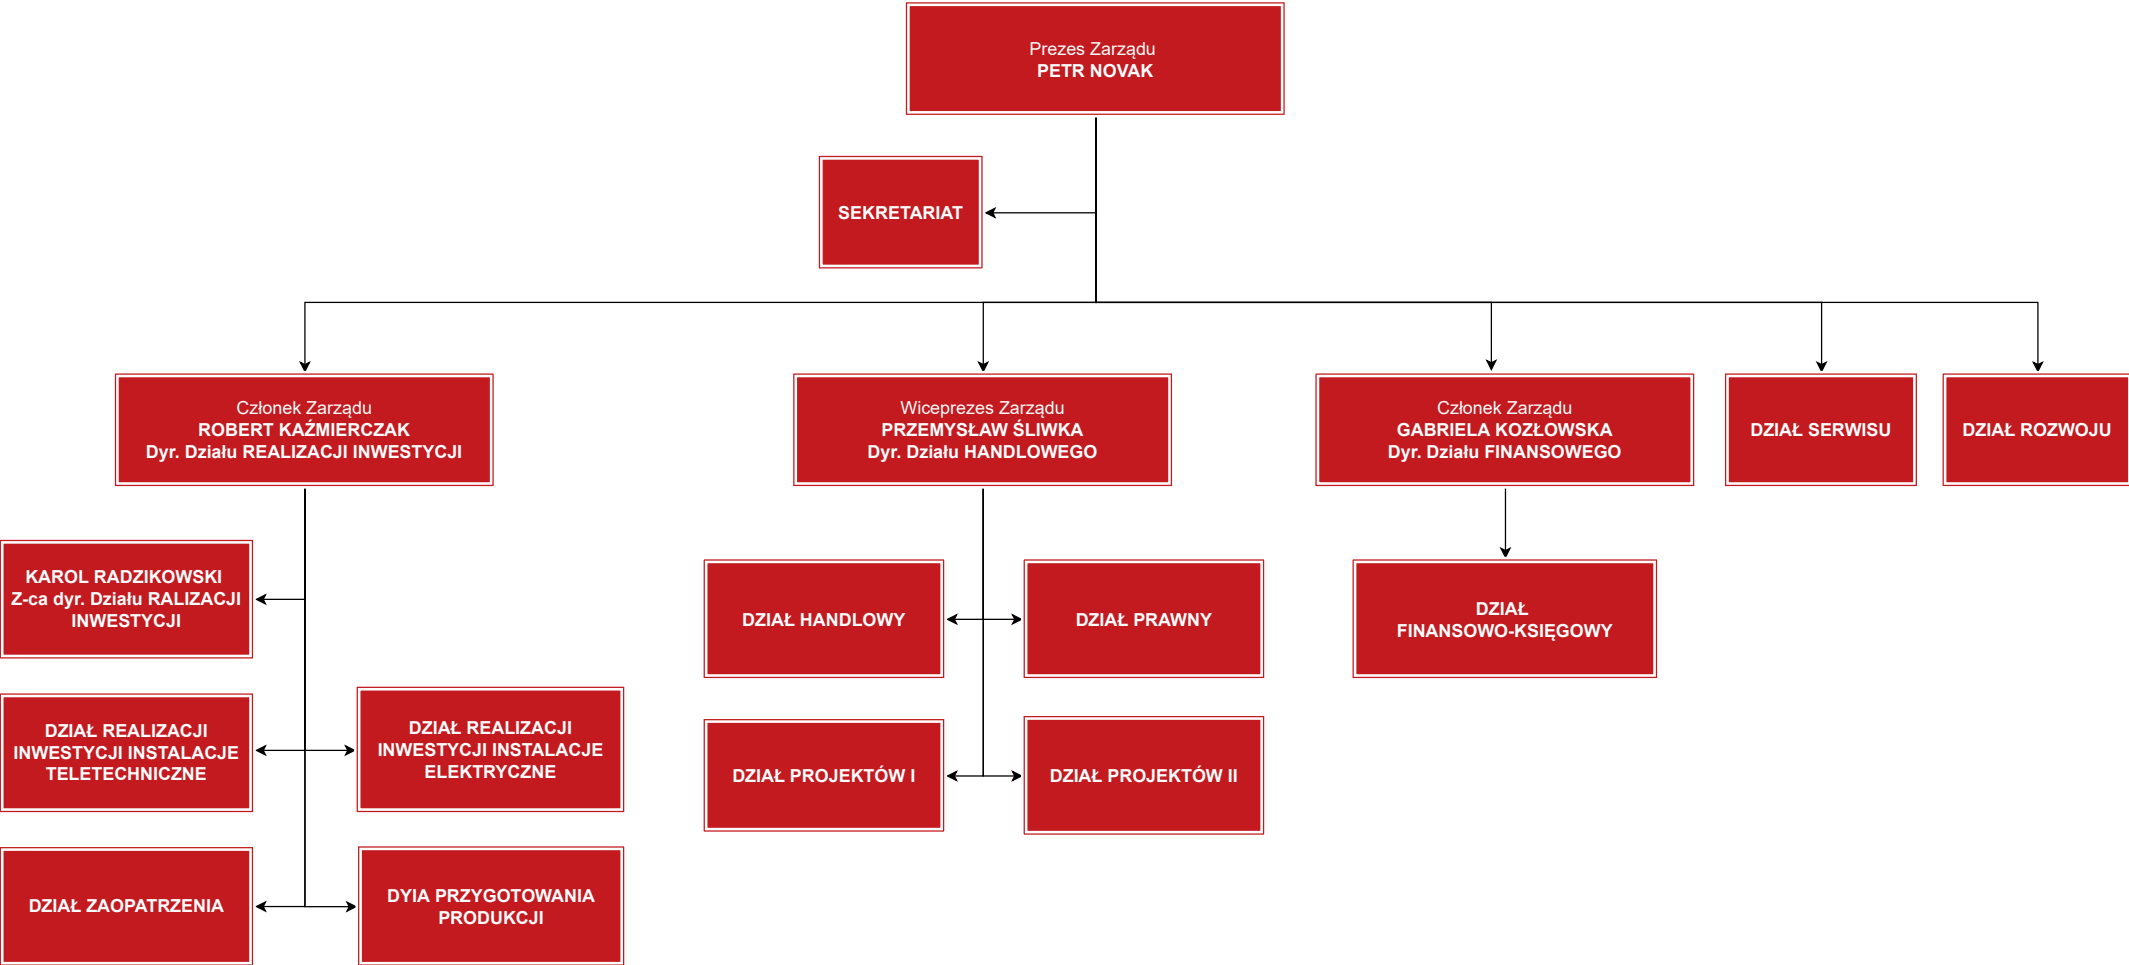 Prezes Zarządu
PETR NOVAK
SEKRETARIAT
Członek Zarządu
ROBERT KAŹMIERCZAK
Dyr. Działu REALIZACJI INWESTYCJI
Wiceprezes Zarządu
PRZEMYSŁAW ŚLIWKA
Dyr. Działu HANDLOWEGO
Członek Zarządu
GABRIELA KOZŁOWSKA
Dyr. Działu FINANSOWEGO
DZIAŁ SERWISU
DZIAŁ ROZWOJU
KAROL RADZIKOWSKI
Z-ca dyr. Działu RALIZACJI
INWESTYCJI
DZIAŁ HANDLOWY
DZIAŁ PRAWNY
DZIAŁ
FINANSOWO-KSIĘGOWY
DZIAŁ REALIZACJI
INWESTYCJI INSTALACJE
TELETECHNICZNE
DZIAŁ REALIZACJI
INWESTYCJI INSTALACJE
ELEKTRYCZNE
DZIAŁ PROJEKTÓW I
DZIAŁ PROJEKTÓW II
DZIAŁ ZAOPATRZENIA
DYIA PRZYGOTOWANIA
PRODUKCJI